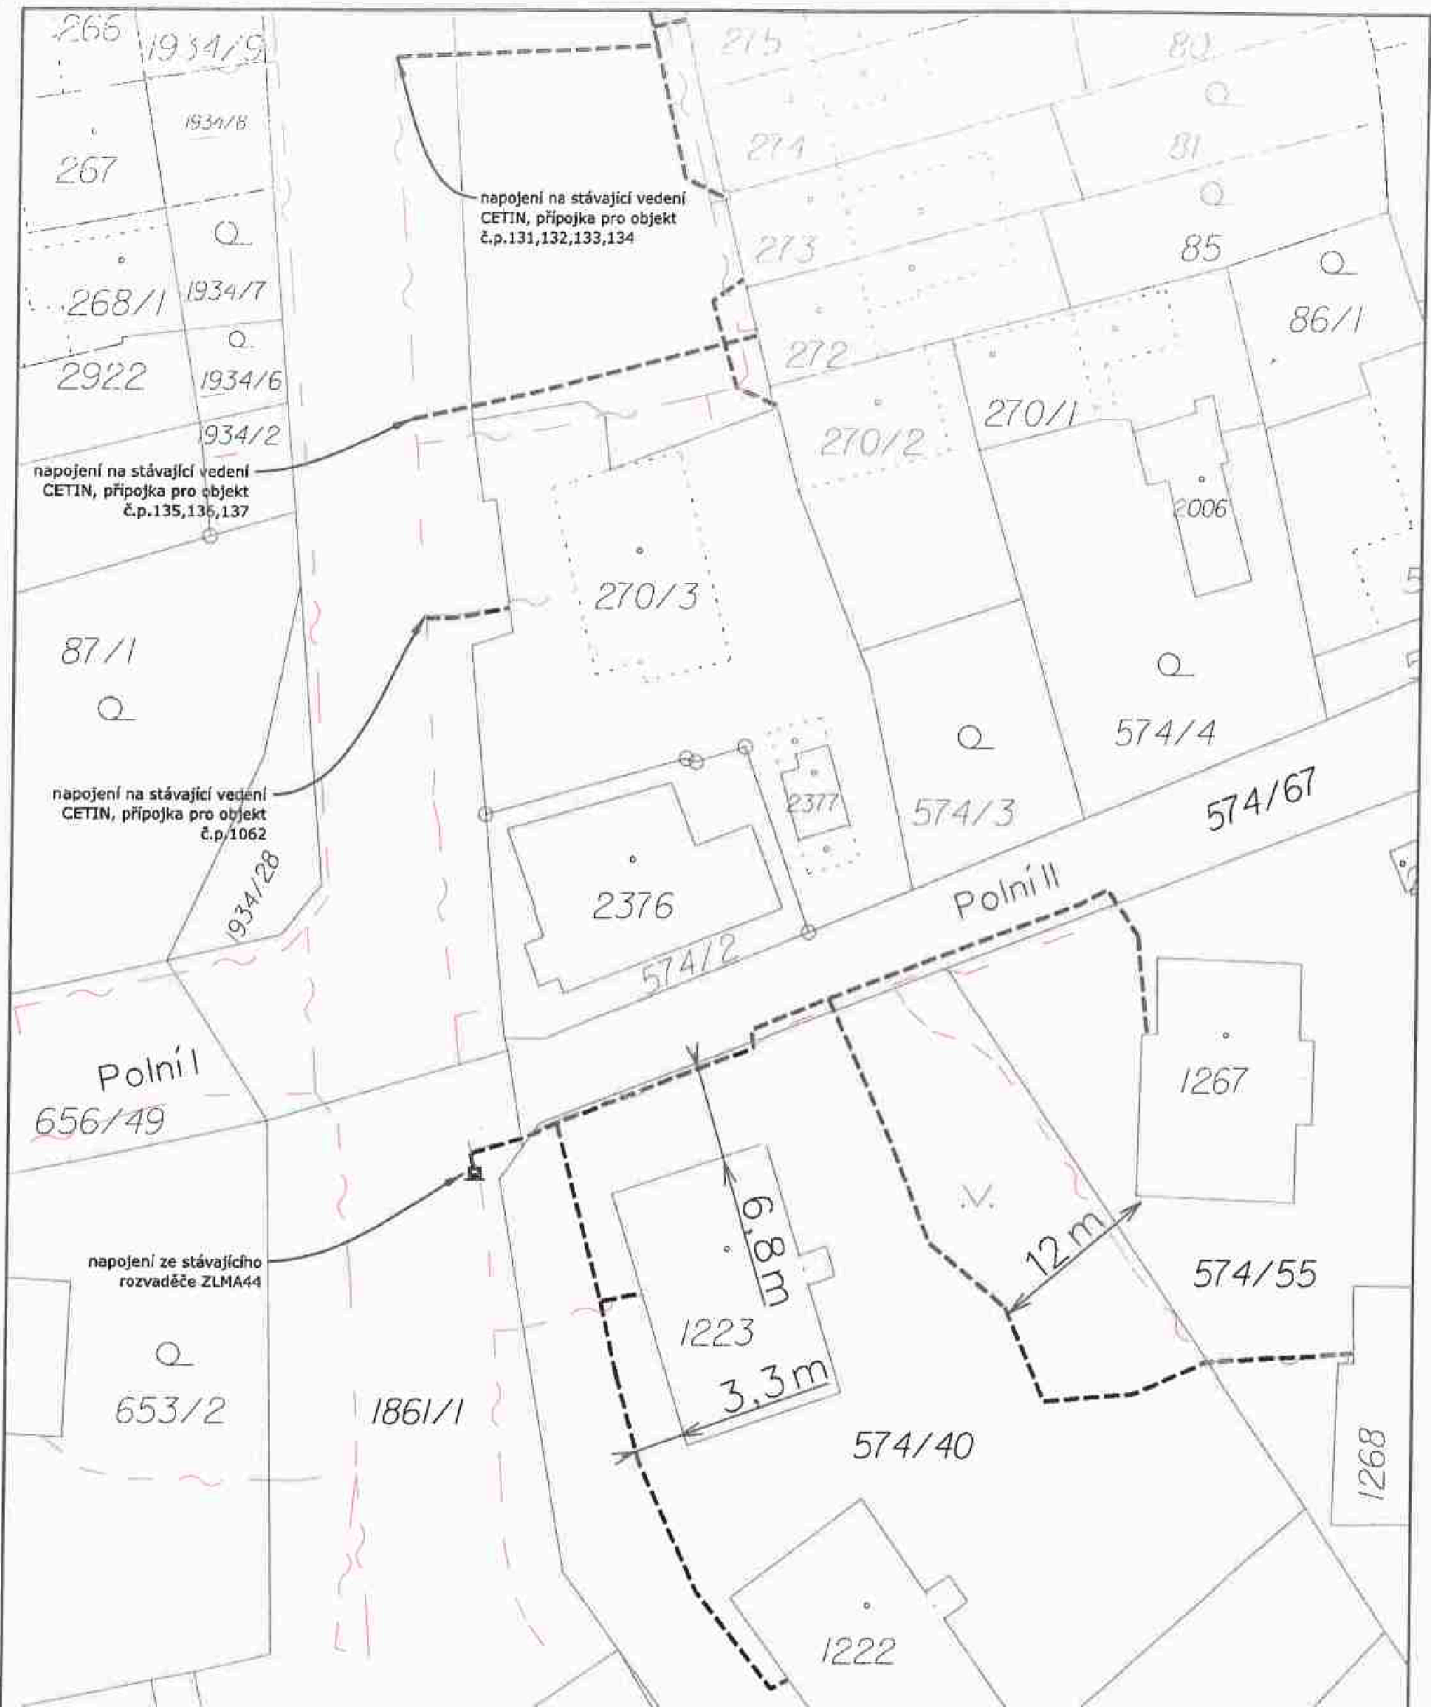 266
1934/9
275
80
1934/8
274
81
267
napojení na stávající vedení
CETIN, přípojka pro objekt
č.p.131,132,133,134
273
85
268/1
1934/7
86/1
272
2922
1934/6
270/1
1934/2
270/2
napojení na stávající vedení
CETIN, přípojka pro objekt
č.p.135,136,137
2006
270/3
87/1
574/4
napojení na stávající vedení
CETIN, přípojka pro objekt
č.p.1062
2377
574/3
574/67
1934/28
2376
Polní II
574/2
Polní I
656/49
1267
.V.
6,8m
12m
napojení ze stávajícího
rozvaděče ZLMA44
574/55
1223
3,3m
653/2
1861/1
574/40
1268
1222